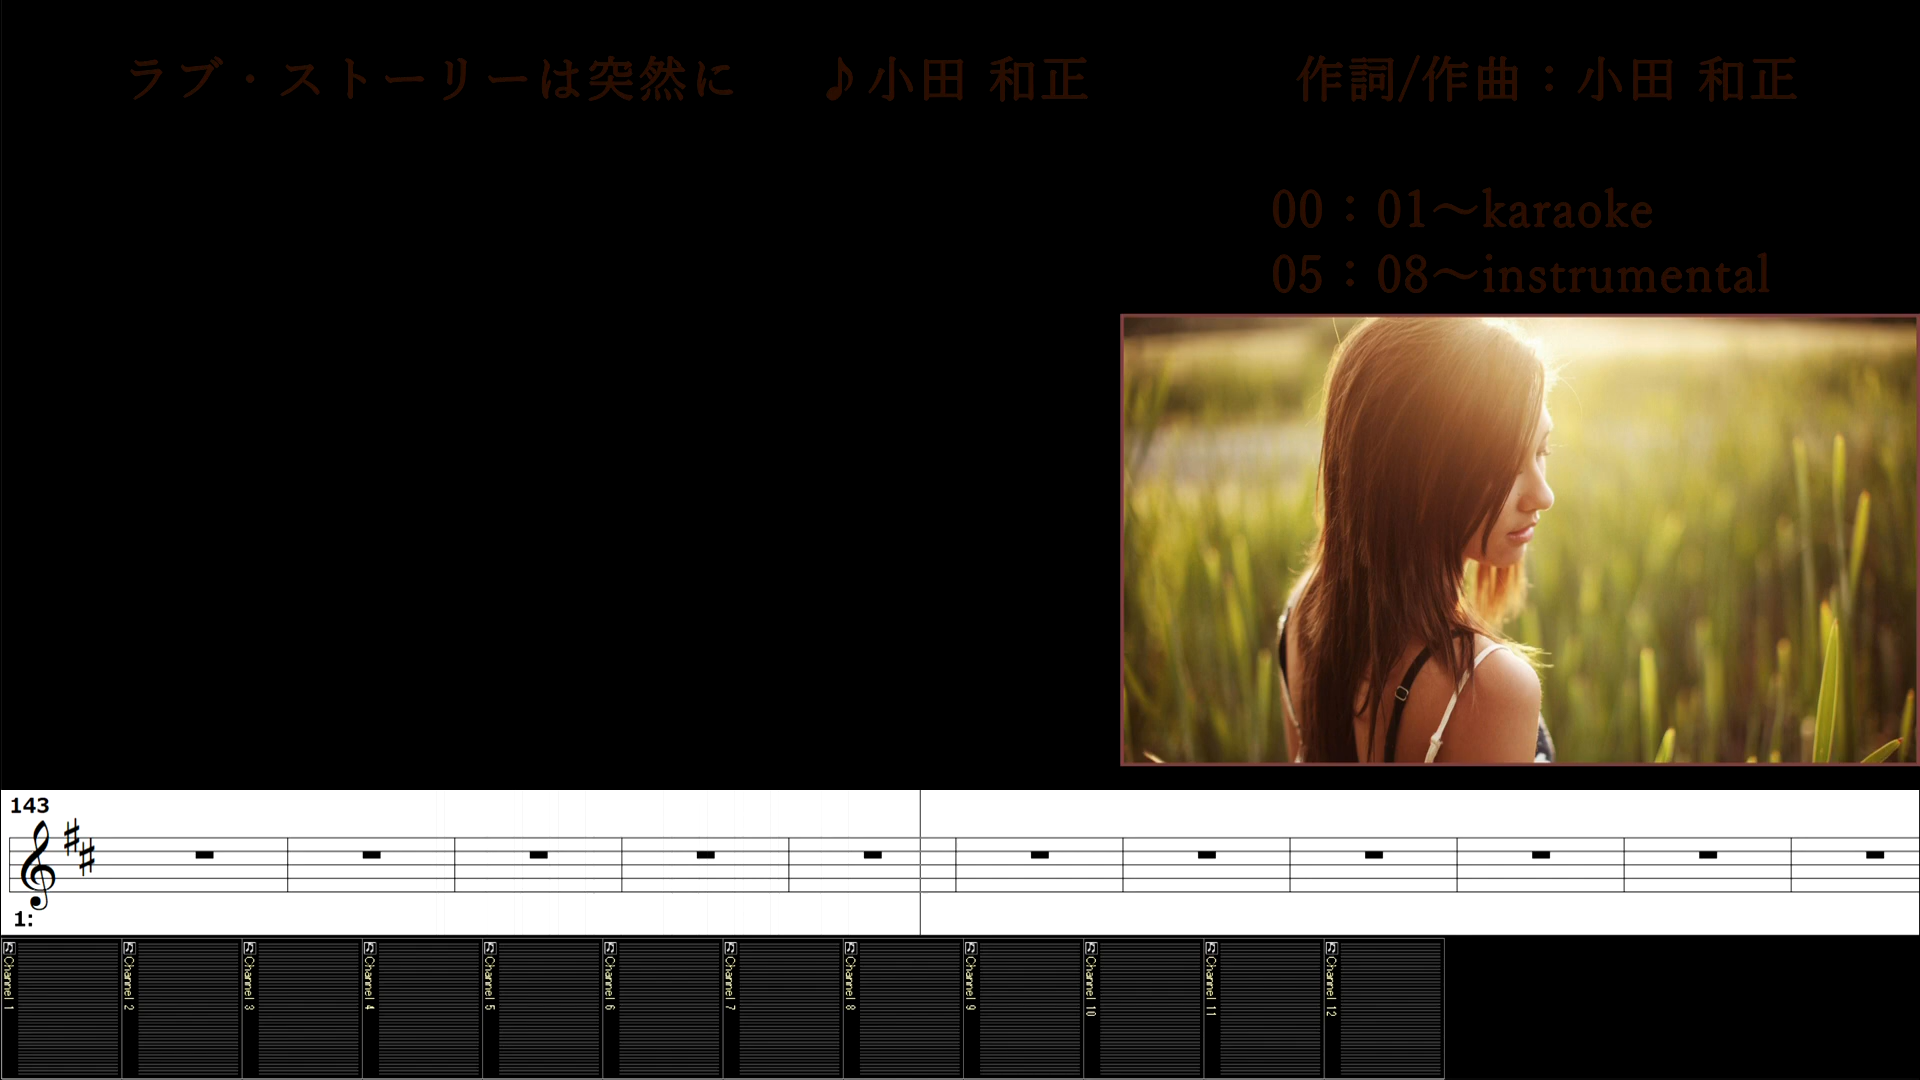 ラブ・ストーリーは突然に ♪小田 和正 作詞/作曲：小田 和正
00：01～karaoke
05：08～instrumental
143
1:
Channel 1 Channel 2 Channel 3 Channel 4 Channel 5 Channel 6 Channel 7 Channel 8 Channel 9 Channel 10 Channel 11 Channel 12